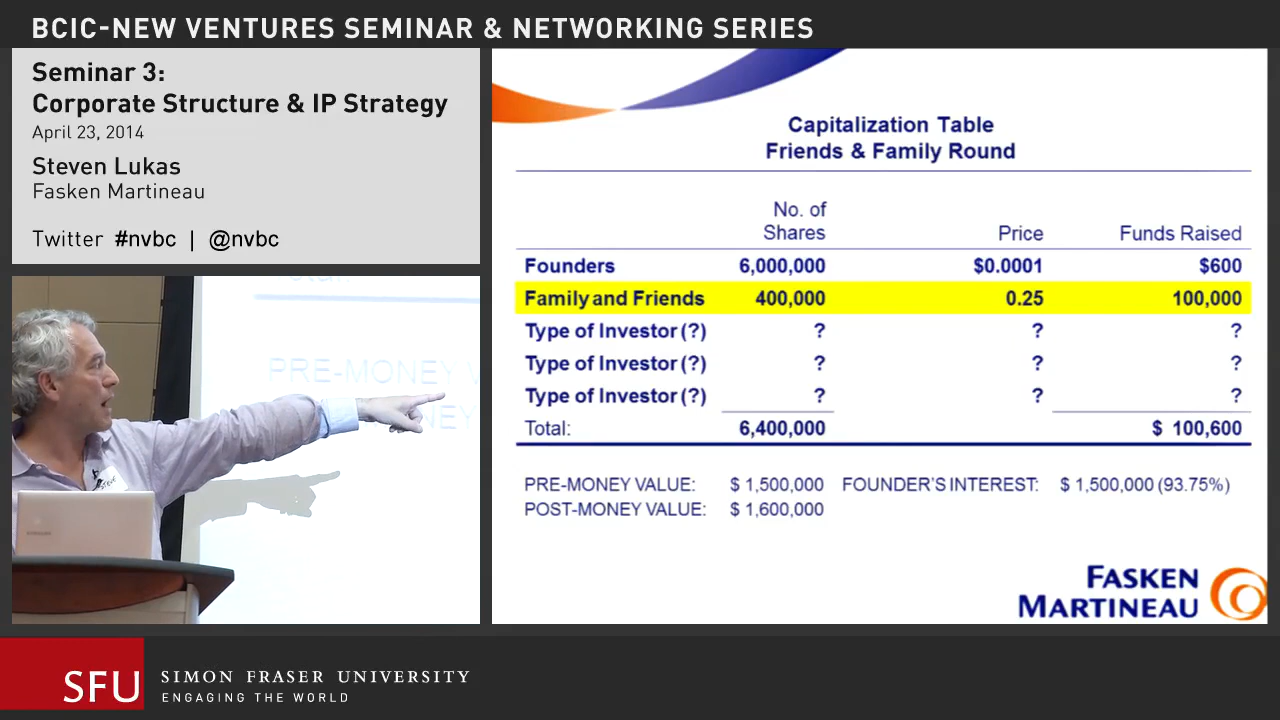 BCIC-NEW VENTURES SEMINAR & NETWORKING SERIES
Seminar 3:
Corporate Structure & IP Strategy
April 23, 2014
Steven Lukas
Fasken Martineau
Twitter #nvbc | @nvbc
PRE-MONEY V
STEVE
Capitalization Table
Friends & Family Round
No. of
Shares Price Funds Raised
Founders 6,000,000 $0.0001 $600
Family and Friends 400,000 0.25 100,000
Type of Investor (?) ? ? ?
Type of Investor (?) ? ? ?
Type of Investor (?) ? ? ?
Total: 6,400,000 $ 100,600
PRE-MONEY VALUE: $ 1,500,000 FOUNDER'S INTEREST: $ 1,500,000 (93.75%)
POST-MONEY VALUE: $ 1,600,000
FASKEN
MARTINEAU
SFU SIMON FRASER UNIVERSITY
ENGAGING THE WORLD